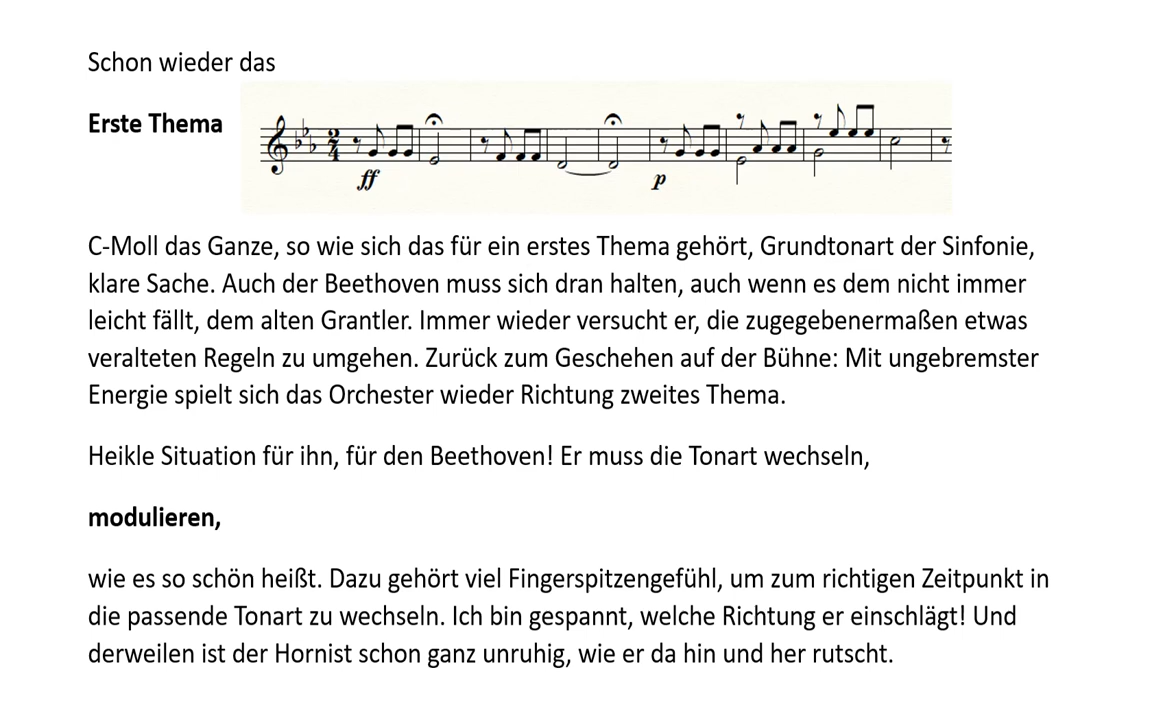 Schon wieder das
Erste Thema
2
4
ff
p
C-Moll das Ganze, so wie sich das für ein erstes Thema gehört, Grundtonart der Sinfonie,
klare Sache. Auch der Beethoven muss sich dran halten, auch wenn es dem nicht immer
leicht fällt, dem alten Grantler. Immer wieder versucht er, die zugegebenermaßen etwas
veralteten Regeln zu umgehen. Zurück zum Geschehen auf der Bühne: Mit ungebremster
Energie spielt sich das Orchester wieder Richtung zweites Thema.
Heikle Situation für ihn, für den Beethoven! Er muss die Tonart wechseln,
modulieren,
wie es so schön heißt. Dazu gehört viel Fingerspitzengefühl, um zum richtigen Zeitpunkt in
die passende Tonart zu wechseln. Ich bin gespannt, welche Richtung er einschlägt! Und
derweilen ist der Hornist schon ganz unruhig, wie er da hin und her rutscht.